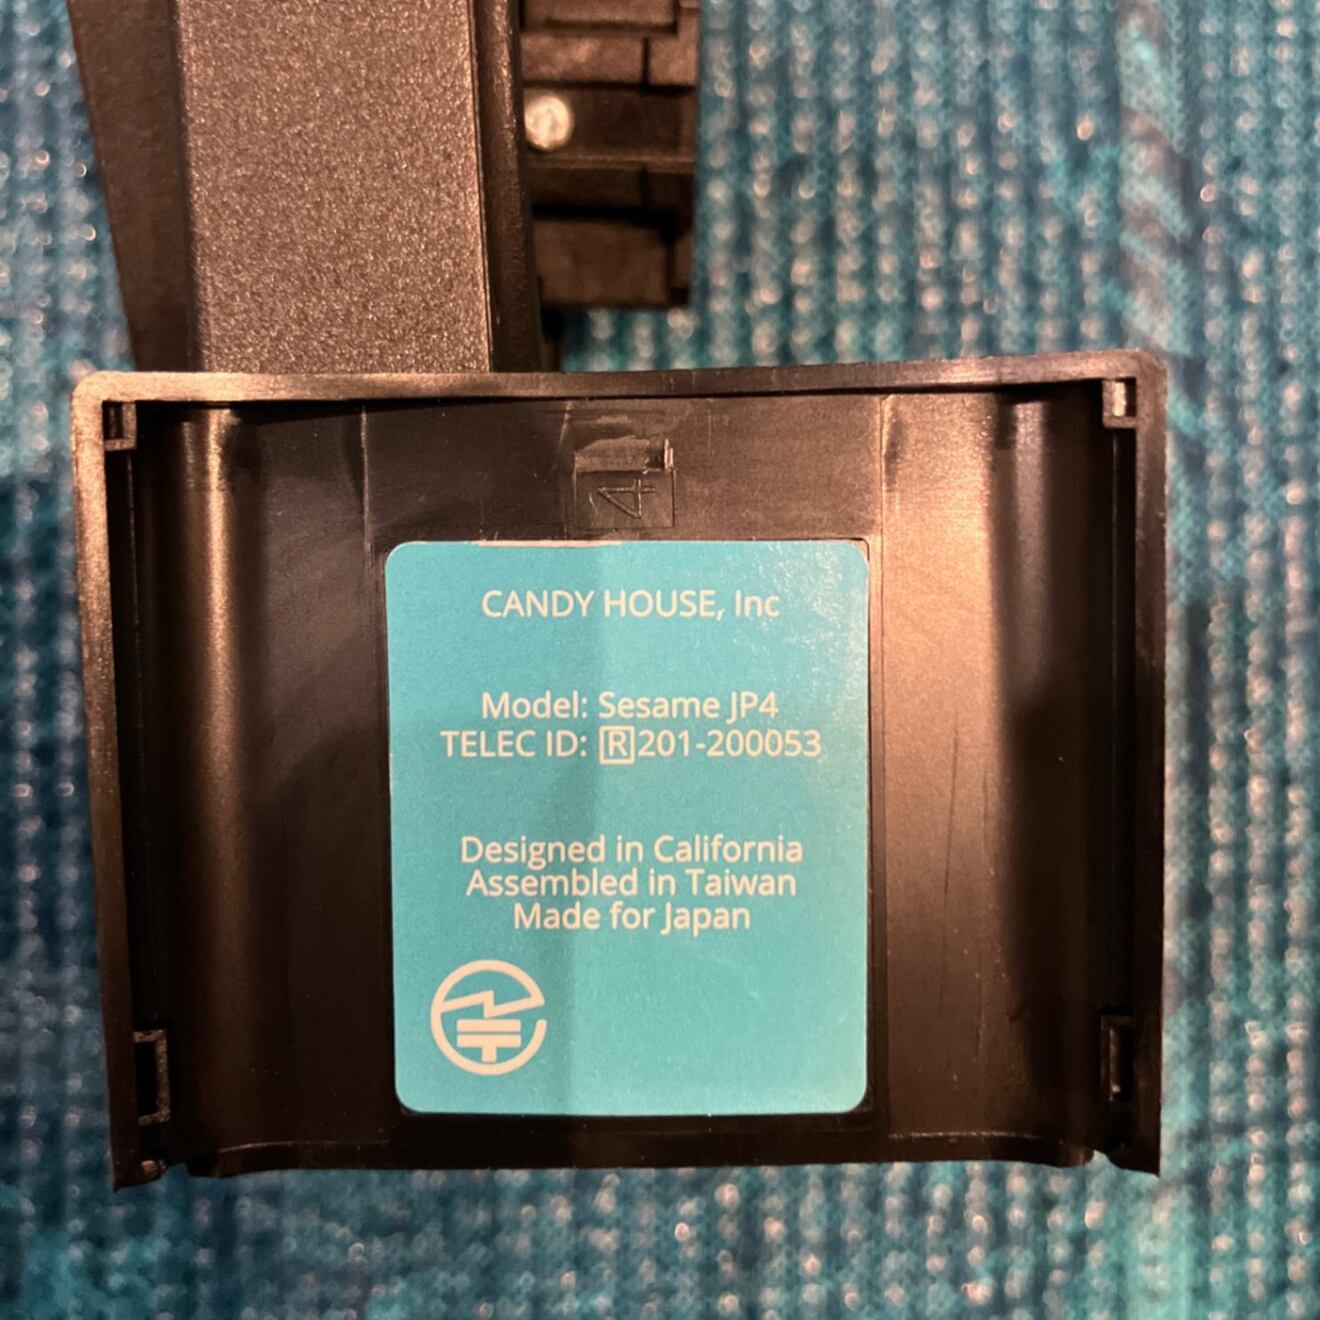 4
CANDY HOUSE, Inc
Model: Sesame JP4
TELEC ID: 🅁201-200053
Designed in California
Assembled in Taiwan
Made for Japan